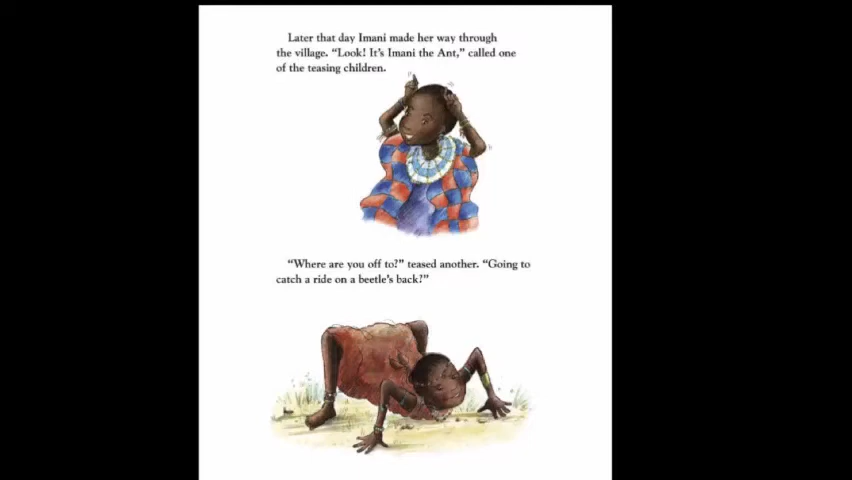 Later that day Imani made her way through
the village. “Look! It’s Imani the Ant,” called one
of the teasing children.
“Where are you off to?” teased another. “Going to
catch a ride on a beetle’s back?”